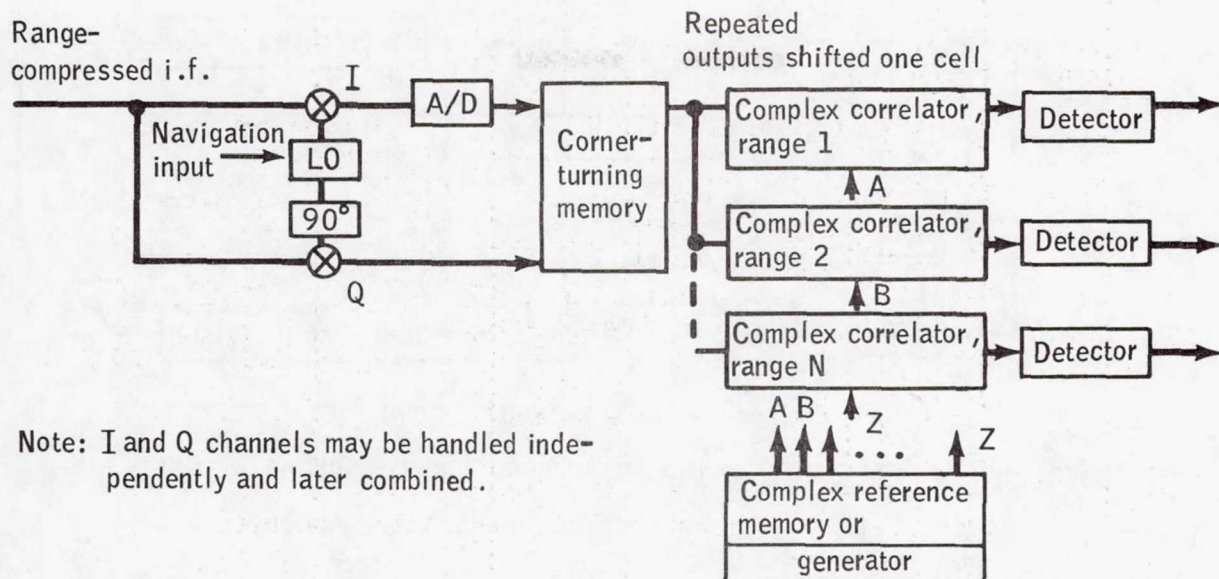 Range-
compressed i.f.
I
A/D
Navigation
input
LO
90°
Q
Corner-
turning
memory
Repeated
outputs shifted one cell
Complex correlator,
range 1
Detector
A
Complex correlator,
range 2
Detector
B
Complex correlator,
range N
Detector
A B
Z
....
Z
Complex reference
memory or
generator
Note: I and Q channels may be handled inde-
pendently and later combined.